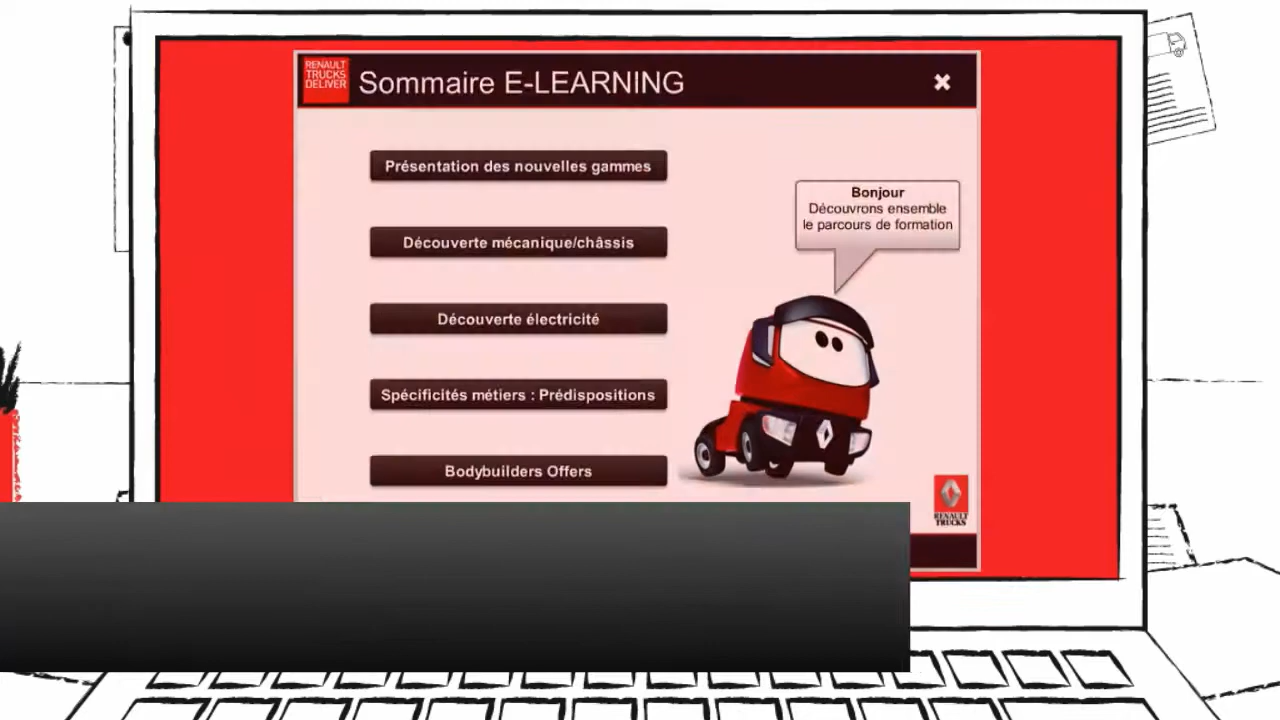 RENAULT
TRUCKS
DELIVER
Sommaire E-LEARNING
Présentation des nouvelles gammes
Découverte mécanique/châssis
Découverte électricité
Spécificités métiers : Prédispositions
Bodybuilders Offers
Bonjour
Découvrons ensemble
le parcours de formation
RENAULT
TRUCKS